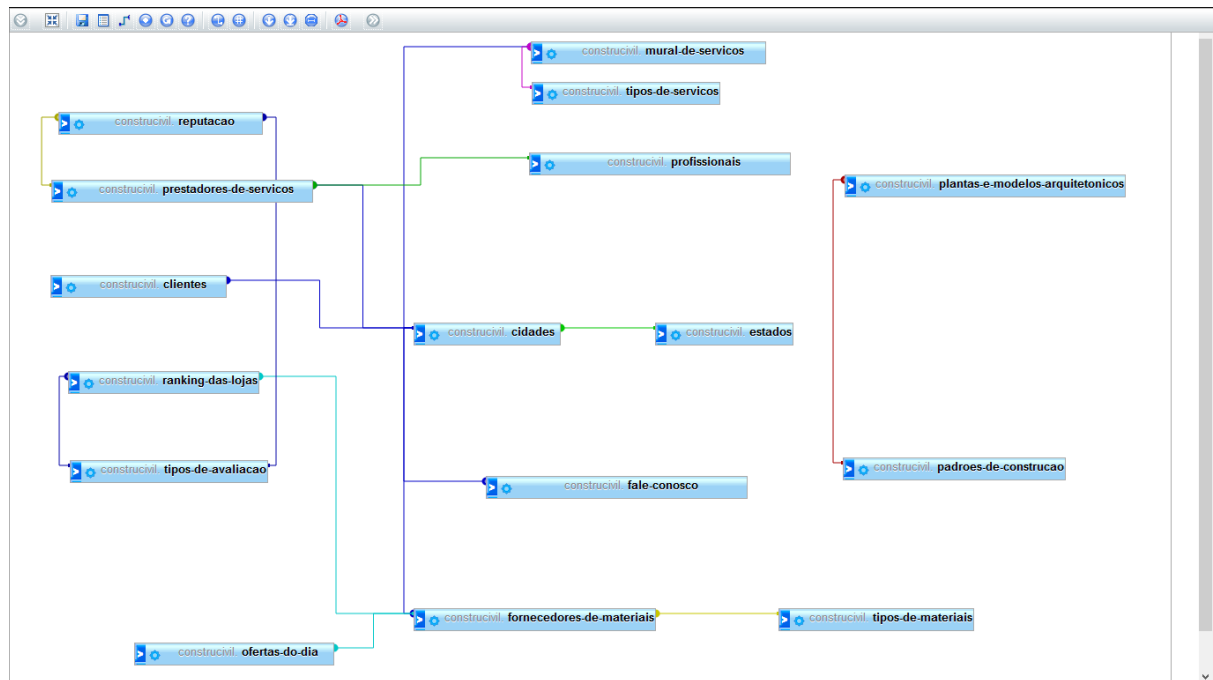 construcivil. mural-de-servicos
construcivil. tipos-de-servicos
construcivil. reputacao
construcivil. profissionais
construcivil. prestadores-de-servicos
construcivil. plantas-e-modelos-arquitetonicos
construcivil. clientes
construcivil. cidades
construcivil. estados
construcivil. ranking-das-lojas
construcivil. tipos-de-avaliacao
construcivil. padroes-de-construcao
construcivil. fale-conosco
construcivil. fornecedores-de-materiais
construcivil. tipos-de-materiais
construcivil. ofertas-do-dia